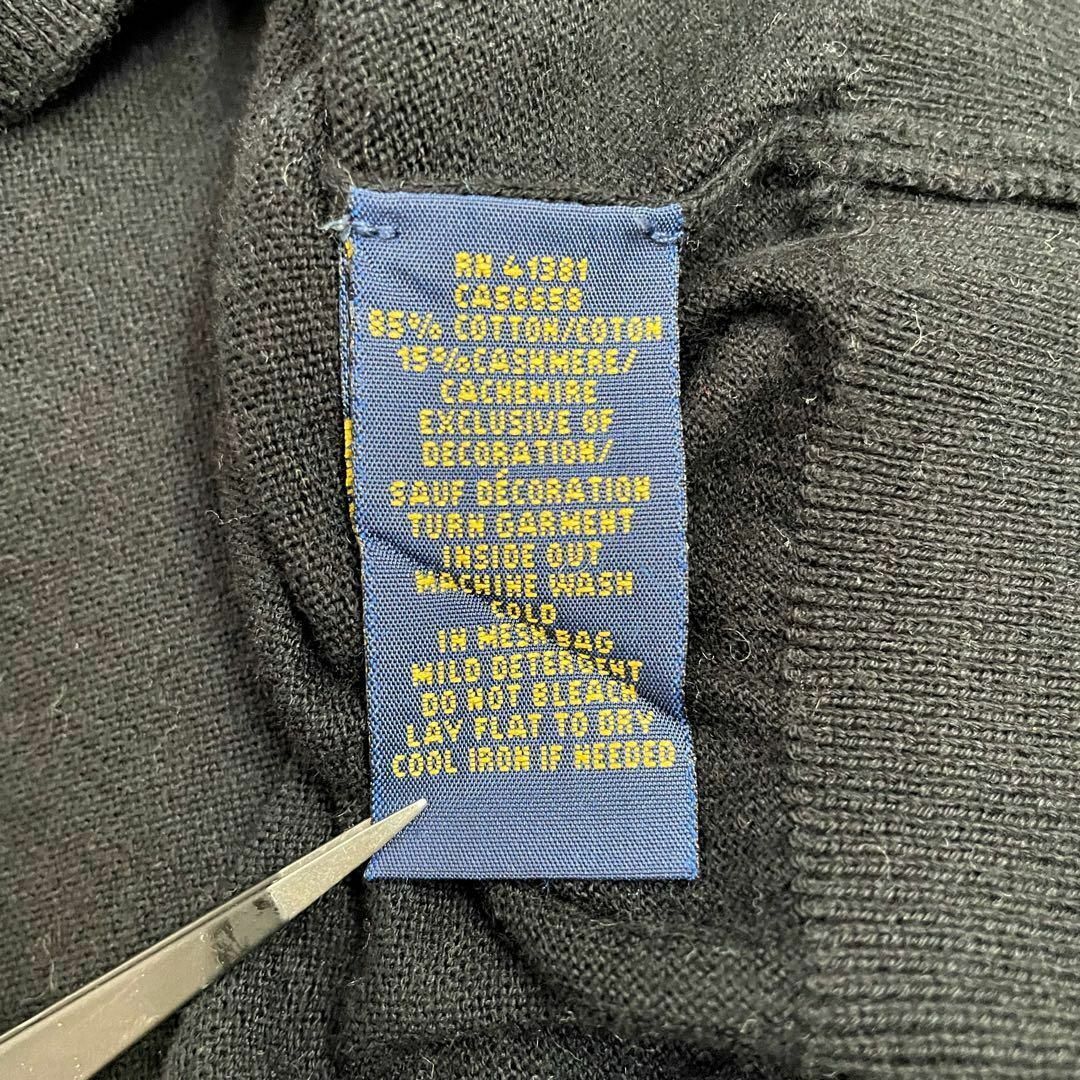 RN 41381
CA56658
85% COTTON/COTON
15%CASHMERE/
CACHEMIRE
EXCLUSIVE OF
DECORATION/
SAUF DÉCORATION
TURN GARMENT
INSIDE OUT
MACHINE WASH
COLD
IN MESH BAG
MILD DETERGENT
DO NOT BLEACH
LAY FLAT TO DRY
COOL IRON IF NEEDED